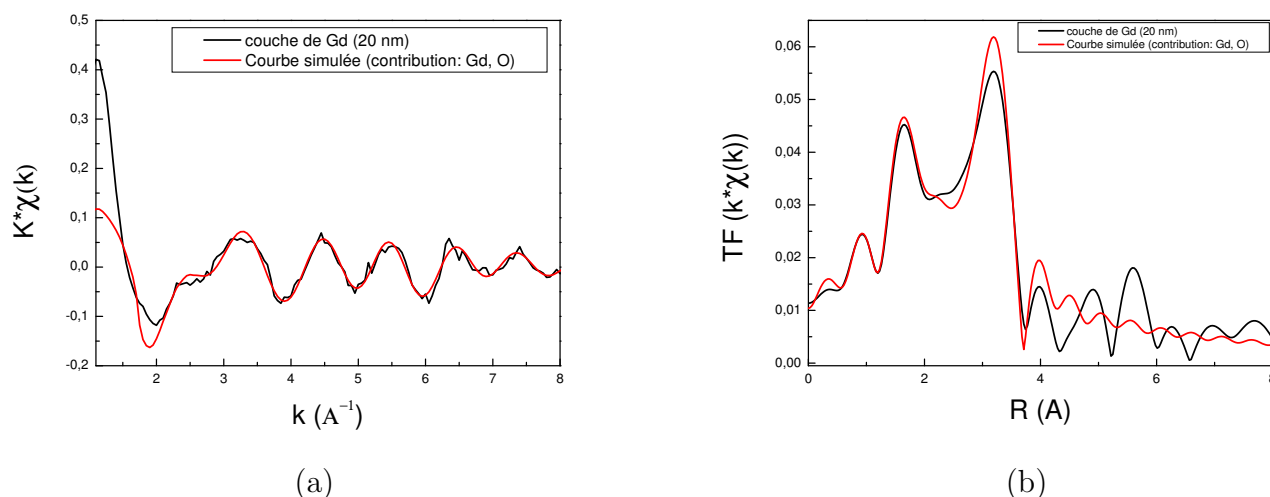 couche de Gd (20 nm)
Courbe simulée (contribution: Gd, O)
K*χ(k)
0,5
0,4
0,3
0,2
0,1
0,0
-0,1
-0,2
2
3
4
5
6
7
8
k (A⁻¹)
(a)
couche de Gd (20 nm)
Courbe simulée (contribution: Gd, O)
TF (k*χ(k))
0,06
0,05
0,04
0,03
0,02
0,01
0,00
0
2
4
6
8
R (A)
(b)